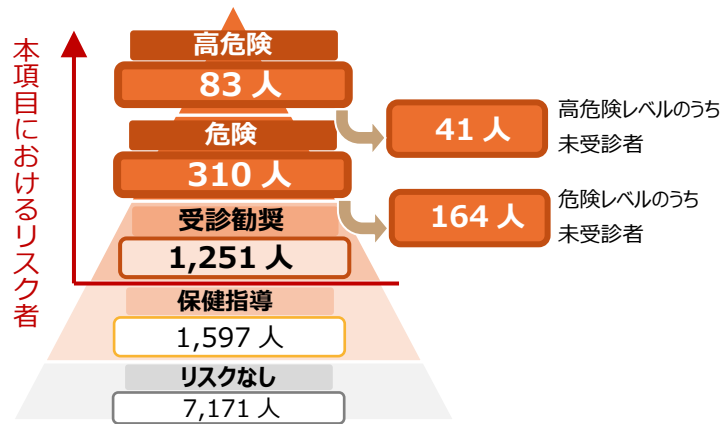 本項目におけるリスク者
高危険
83 人
41 人
高危険レベルのうち
未受診者
危険
310 人
164 人
危険レベルのうち
未受診者
受診勧奨
1,251 人
保健指導
1,597 人
リスクなし
7,171 人